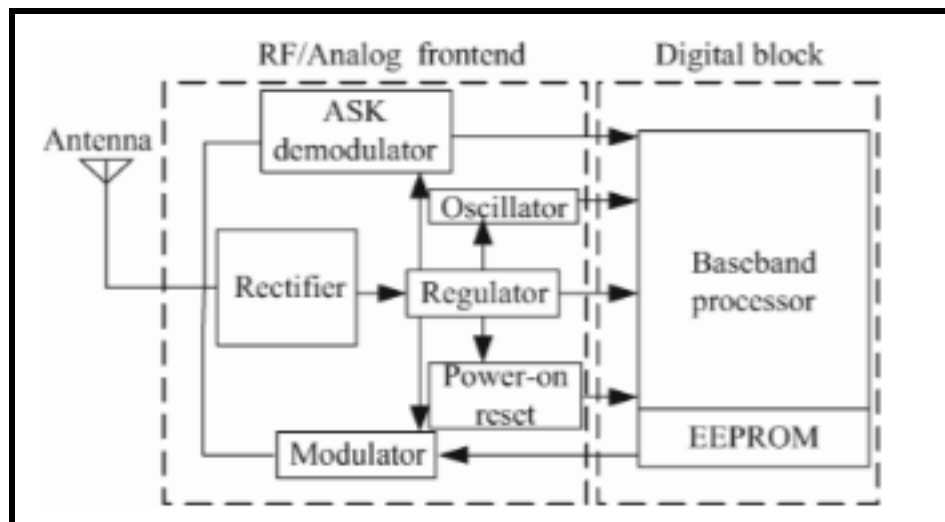 RF/Analog frontend
Digital block
Antenna
ASK
demodulator
Oscillator
Rectifier
Regulator
Baseband
processor
Power-on
reset
EEPROM
Modulator